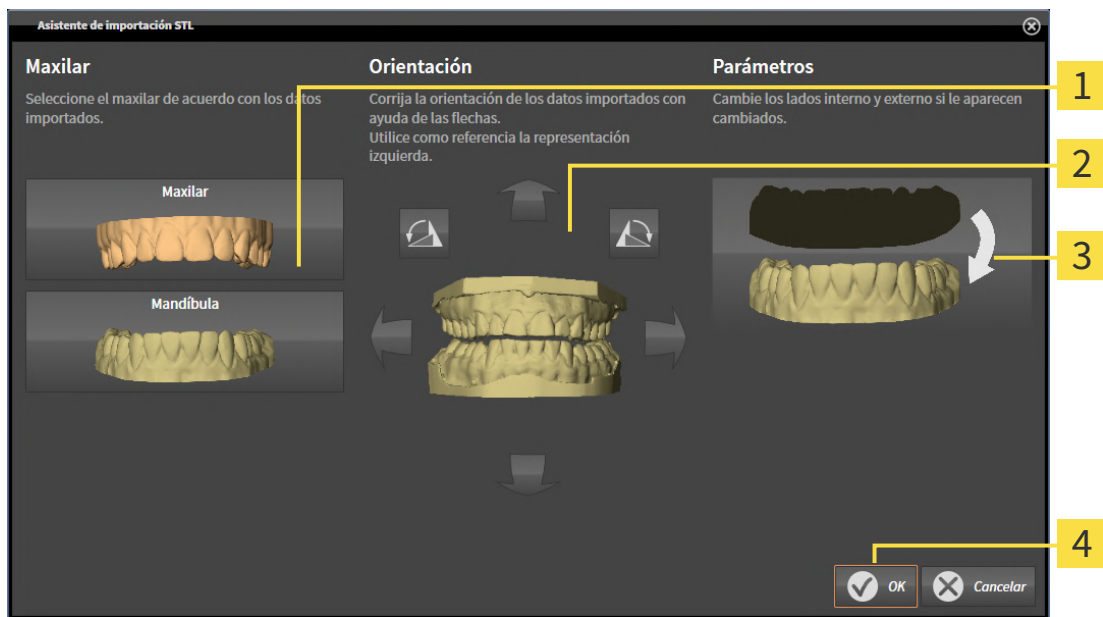 Asistente de importación STL
Maxilar
Seleccione el maxilar de acuerdo con los datos
importados.
Maxilar
Mandíbula
Orientación
Corrija la orientación de los datos importados con
ayuda de las flechas.
Utilice como referencia la representación
izquierda.
Parámetros
Cambie los lados interno y externo si le aparecen
cambiados.
OK
Cancelar
1
2
3
4